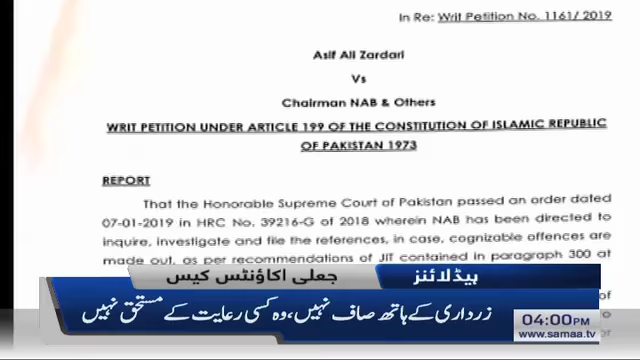 In Re: Writ Petition No. 1161/ 2019
Asif Ali Zardari
Vs
Chairman NAB & Others
WRIT PETITION UNDER ARTICLE 199 OF THE CONSTITUTION OF ISLAMIC REPUBLIC
OF PAKISTAN 1973
REPORT
That the Honorable Supreme Court of Pakistan passed an order dated
07-01-2019 in HRC No. 39216-G of 2018 wherein NAB has been directed to
inquire, investigate and file the references, in case, cognizable offences are
made out, as per recommendations of JIT contained in paragraph 300 at
of
or
ہیڈلائنز
جعلی اکاؤنٹس کیس
زرداری کے ہاتھ صاف نہیں، وہ کسی رعایت کے مستحق نہیں
04:00PM
www.samaa.tv